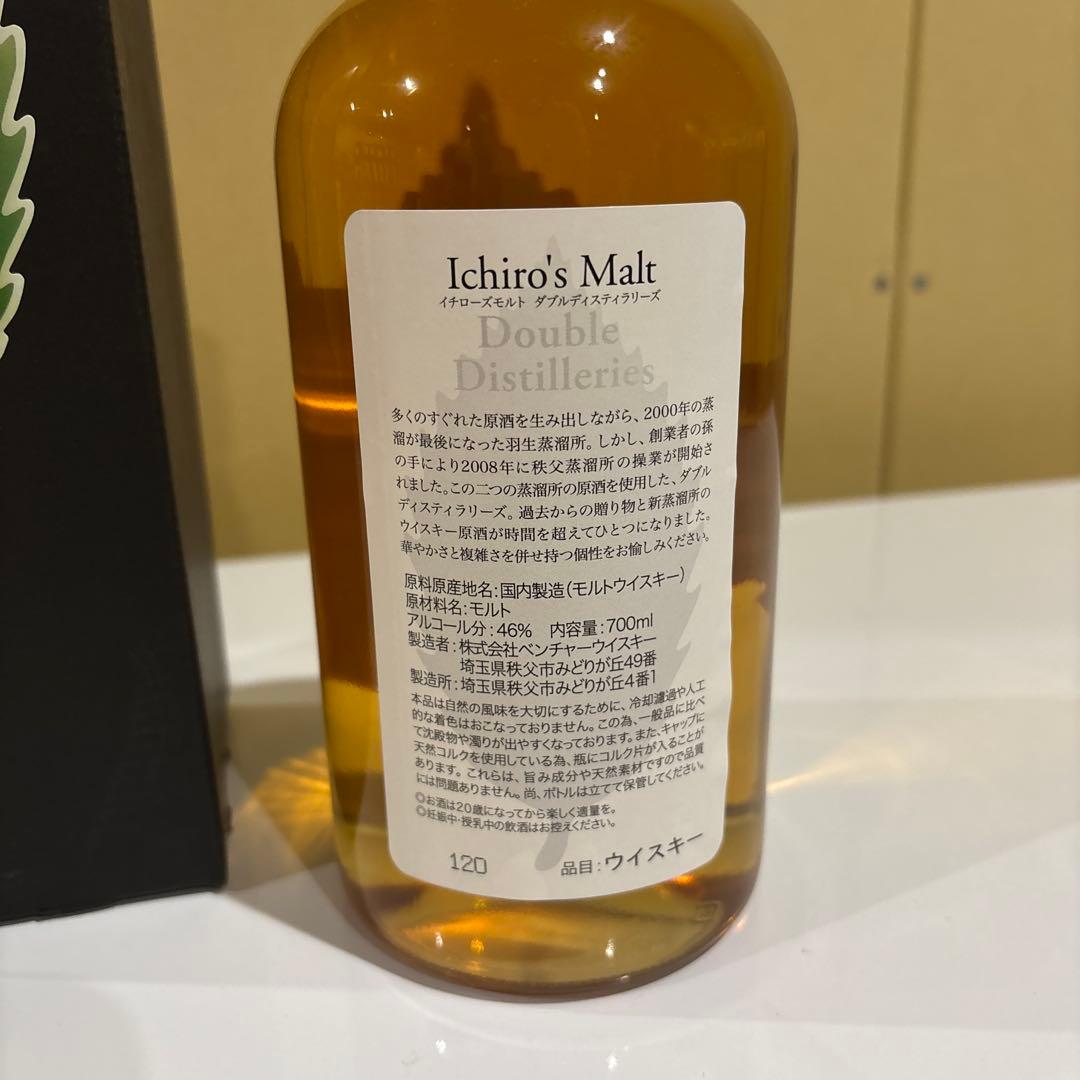 Ichiro's Malt
イチローズモルト ダブルディスティラリーズ
Double
Distilleries
多くのすぐれた原酒を生み出しながら、2000年の蒸
溜が最後になった羽生蒸溜所。しかし、創業者の孫
の手により2008年に秩父蒸溜所の操業が開始さ
れました。この二つの蒸溜所の原酒を使用した、ダブル
ディスティラリーズ。過去からの贈り物と新蒸溜所の
ウイスキー原酒が時間を超えてひとつになりました。
華やかさと複雑さを併せ持つ個性をお愉しみください。
原料原産地名:国内製造(モルトウイスキー)
原材料名:モルト
アルコール分:46% 内容量:700ml
製造者:株式会社ベンチャーウイスキー
埼玉県秩父市みどりが丘49番
製造所:埼玉県秩父市みどりが丘4番1
本品は自然の風味を大切にするために、冷却濾過や人工
的な着色はおこなっておりません。この為、一般品に比べ
て沈殿物や濁りが出やすくなっております。また、キャップに
天然コルクを使用している為、瓶にコルク片が入ることが
あります。これらは、旨み成分や天然素材ですので品質
には問題ありません。尚、ボトルは立てて保管してください。
◎お酒は20歳になってから楽しく適量を。
◎妊娠中・授乳中の飲酒はお控えください。
120 品目:ウイスキー